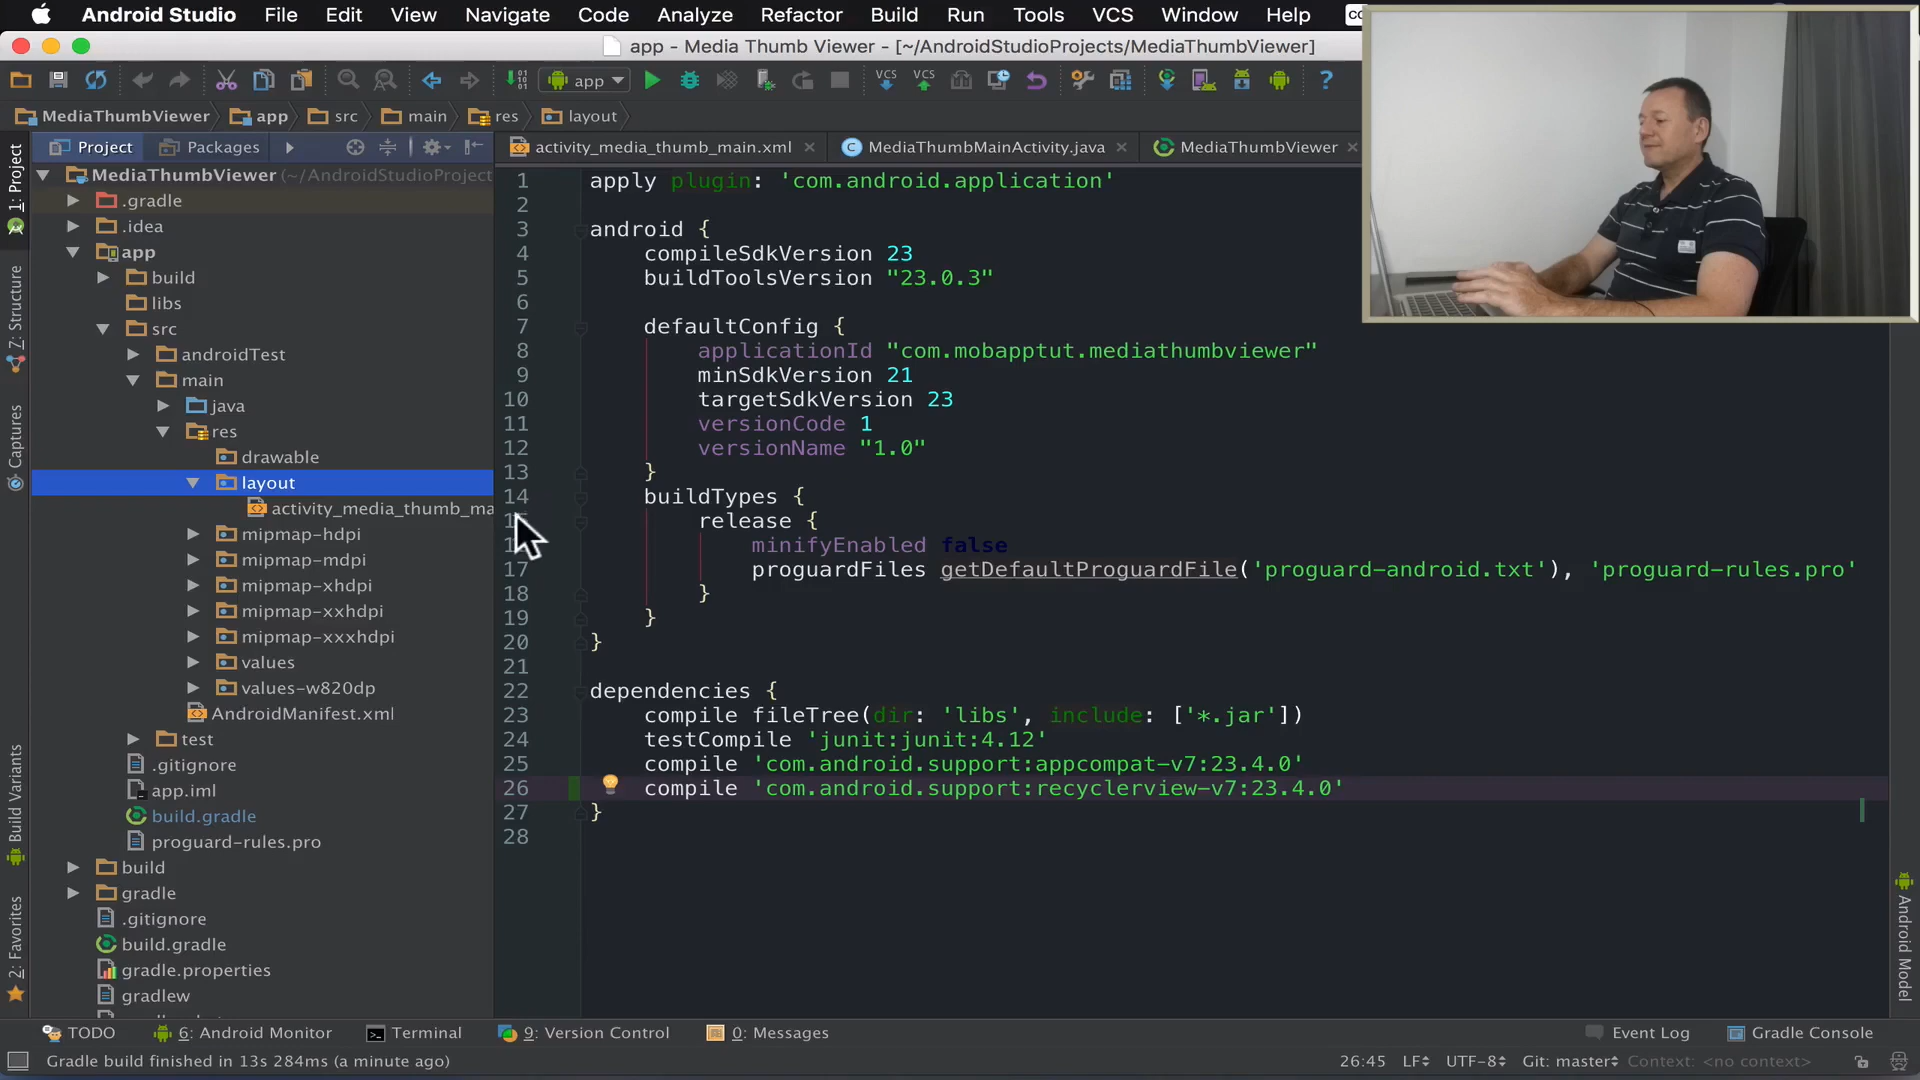 Android Studio File Edit View Navigate Code Analyze Refactor Build Run Tools VCS Window Help
app - Media Thumb Viewer - [~/AndroidStudioProjects/MediaThumbViewer]
app VCS VCS ?
MediaThumbViewer app src main res layout
Project Packages
activity_media_thumb_main.xml MediaThumbMainActivity.java MediaThumbViewer
1: Project
7: Structure
Captures
Build Variants
2: Favorites
MediaThumbViewer (~/AndroidStudioProject
.gradle
.idea
app
build
libs
src
androidTest
main
java
res
drawable
layout
activity_media_thumb_ma
mipmap-hdpi
mipmap-mdpi
mipmap-xhdpi
mipmap-xxhdpi
mipmap-xxxhdpi
values
values-w820dp
AndroidManifest.xml
test
.gitignore
app.iml
build.gradle
proguard-rules.pro
build
gradle
.gitignore
build.gradle
gradle.properties
gradlew
1 apply plugin: 'com.android.application'
2
3 android {
4 compileSdkVersion 23
5 buildToolsVersion "23.0.3"
6
7 defaultConfig {
8 applicationId "com.mobapptut.mediathumbviewer"
9 minSdkVersion 21
10 targetSdkVersion 23
11 versionCode 1
12 versionName "1.0"
13 }
14 buildTypes {
release {
minifyEnabled false
17 proguardFiles getDefaultProguardFile('proguard-android.txt'), 'proguard-rules.pro'
18 }
19 }
20 }
21
22 dependencies {
23 compile fileTree(dir: 'libs', include: ['*.jar'])
24 testCompile 'junit:junit:4.12'
25 compile 'com.android.support:appcompat-v7:23.4.0'
26 compile 'com.android.support:recyclerview-v7:23.4.0'
27 }
28
Android Model
TODO 6: Android Monitor Terminal 9: Version Control 0: Messages Event Log Gradle Console
Gradle build finished in 13s 284ms (a minute ago) 26:45 LF UTF-8 Git: master Context: <no context>